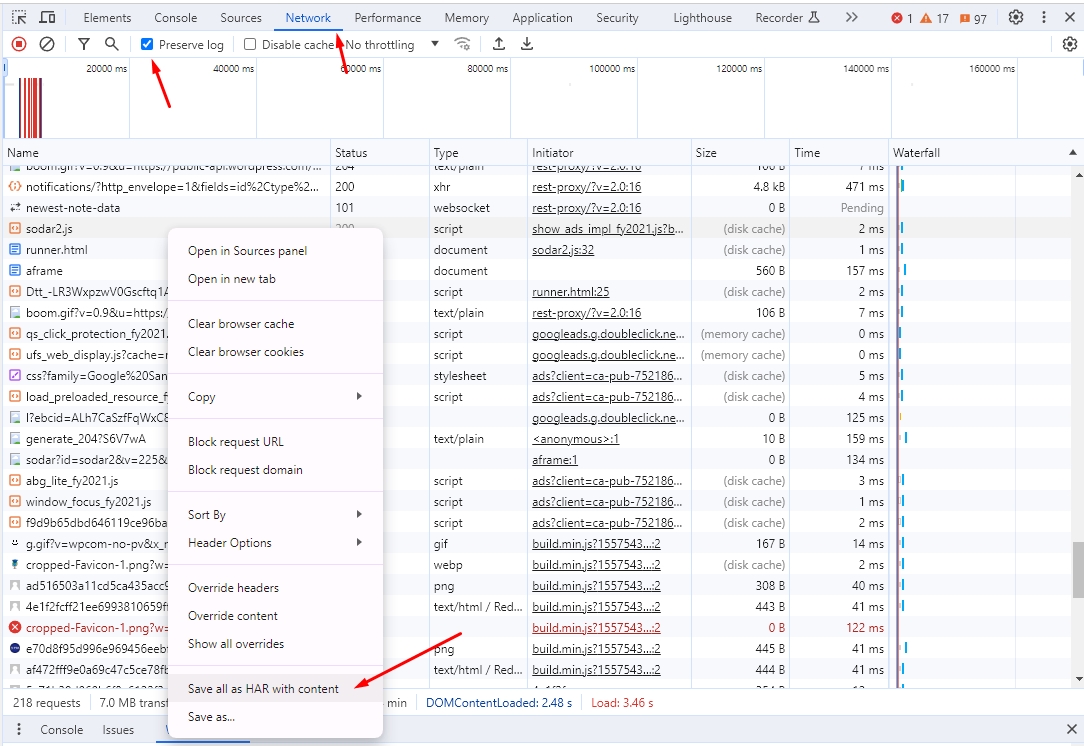 Elements Console Sources Network Performance Memory Application Security Lighthouse Recorder 1 17 97
Preserve log Disable cache No throttling
20000 ms 40000 ms 60000 ms 80000 ms 100000 ms 120000 ms 140000 ms 160000 ms
Name Status Type Initiator Size Time Waterfall
boom.gif?v=0.9&u=https://public-api.wordpress.com/... 204 text/plain rest-proxy/?v=2.0:16 106 B 7 ms
notifications/?http_envelope=1&fields=id%2Ctype%2... 200 xhr rest-proxy/?v=2.0:16 4.8 kB 471 ms
newest-note-data 101 websocket rest-proxy/?v=2.0:16 0 B Pending
sodar2.js 200 script show_ads_impl_fy2021.js?b... (disk cache) 2 ms
runner.html document sodar2.js:32 (disk cache) 1 ms
aframe document 560 B 157 ms
Dtt_-LR3WxpzwV0Gscftq1A script runner.html:25 (disk cache) 2 ms
boom.gif?v=0.9&u=https:/ text/plain rest-proxy/?v=2.0:16 106 B 7 ms
qs_click_protection_fy2021. script googleads.g.doubleclick.ne... (memory cache) 0 ms
ufs_web_display.js?cache= script googleads.g.doubleclick.ne... (memory cache) 0 ms
css?family=Google%20San stylesheet ads?client=ca-pub-752186... (disk cache) 5 ms
load_preloaded_resource_f script ads?client=ca-pub-752186... (disk cache) 4 ms
l?ebcid=ALh7CaSzfFqWxC8 googleads.g.doubleclick.ne... 0 B 125 ms
generate_204?S6V7wA text/plain <anonymous>:1 10 B 159 ms
sodar?id=sodar2&v=225& aframe:1 0 B 134 ms
abg_lite_fy2021.js script ads?client=ca-pub-752186... (disk cache) 3 ms
window_focus_fy2021.js script ads?client=ca-pub-752186... (disk cache) 1 ms
f9d9b65dbd646119ce96ba script ads?client=ca-pub-752186... (disk cache) 2 ms
g.gif?v=wpcom-no-pv&x_ gif build.min.js?1557543...:2 167 B 14 ms
cropped-Favicon-1.png?w= webp build.min.js?1557543...:2 (disk cache) 2 ms
ad516503a11cd5ca435acc9 png build.min.js?1557543...:2 308 B 40 ms
4e1f2fcff21ee6993810659f text/html / Red... build.min.js?1557543...:2 443 B 41 ms
cropped-Favicon-1.png?w= build.min.js?1557543...:2 0 B 122 ms
e70d8f95d996e969456eeb png build.min.js?1557543...:2 445 B 41 ms
af472fff9e0a69c47c5ce78f text/html / Red... build.min.js?1557543...:2 444 B 41 ms
Open in Sources panel
Open in new tab
Clear browser cache
Clear browser cookies
Copy
Block request URL
Block request domain
Sort By
Header Options
Override headers
Override content
Show all overrides
Save all as HAR with content
Save as...
218 requests 7.0 MB transf min DOMContentLoaded: 2.48 s Load: 3.46 s
Console Issues